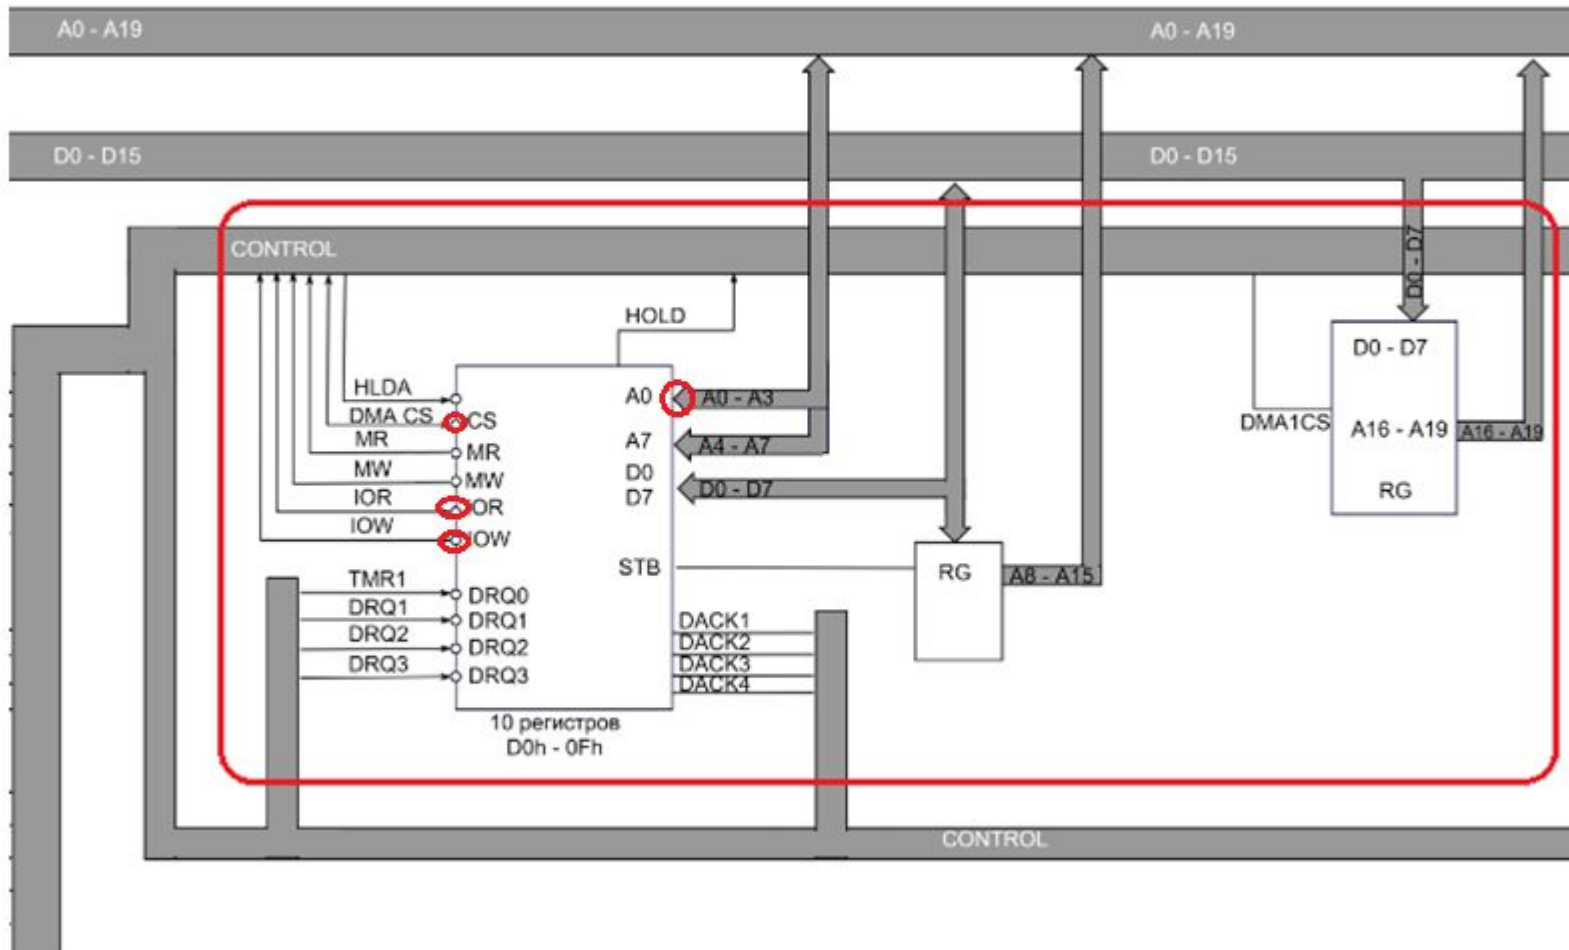 A0 - A19
A0 - A19
D0 - D15
D0 - D15
CONTROL
D0 - D7
HOLD
HLDA
DMA CS
MR
MW
IOR
IOW
TMR1
DRQ1
DRQ2
DRQ3
CS
MR
MW
IOR
IOW
DRQ0
DRQ1
DRQ2
DRQ3
A0
A7
D0
D7
STB
A0 - A3
A4 - A7
D0 - D7
DACK1
DACK2
DACK3
DACK4
10 регистров
D0h - 0Fh
RG
A8 - A15
DMA1CS
D0 - D7
A16 - A19
RG
A16 - A19
CONTROL